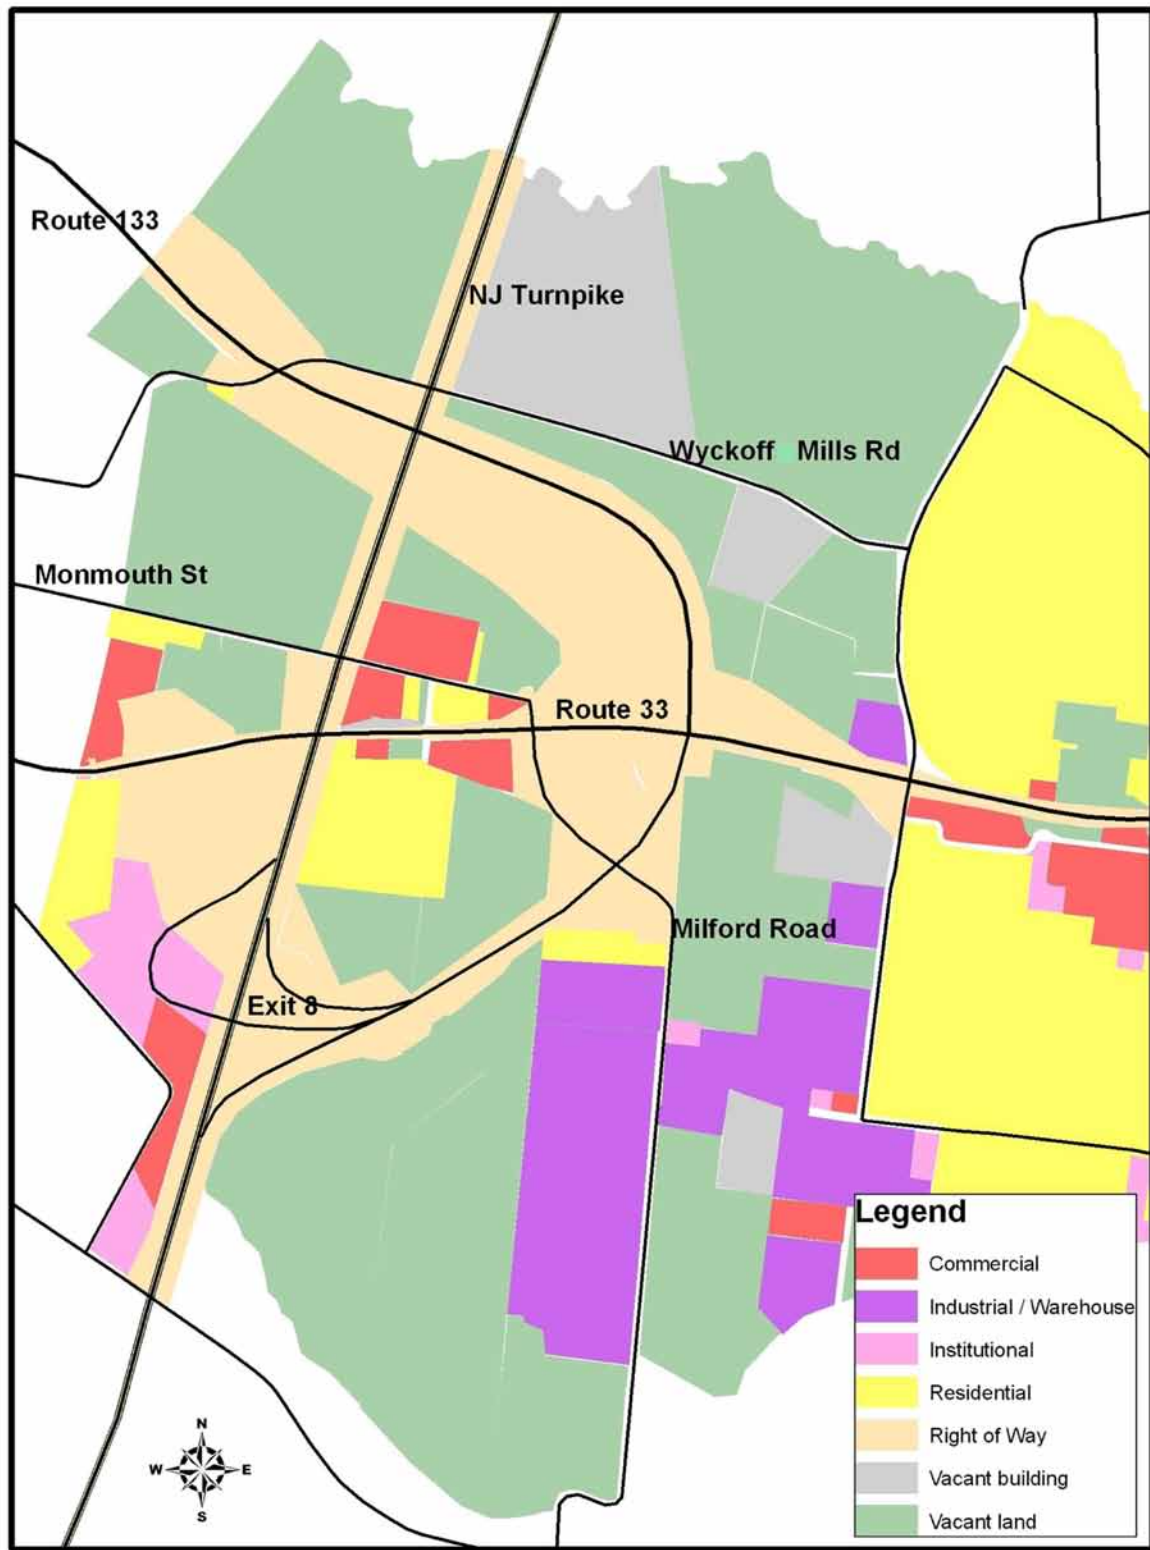 Route 133
NJ Turnpike
Wyckoff Mills Rd
Monmouth St
Route 33
Milford Road
Exit 8
Legend
Commercial
Industrial / Warehouse
Institutional
Residential
Right of Way
Vacant building
Vacant land
N
W E
S